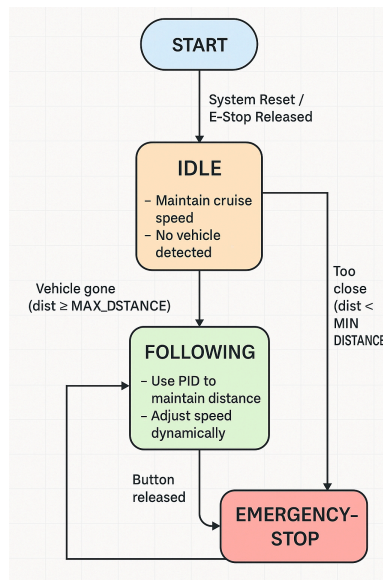 START
System Reset /
E-Stop Released
IDLE
– Maintain cruise
speed
– No vehicle
detected
Vehicle gone
(dist ≥ MAX_DSTANCE)
Too
close
(dist <
MIN
DISTANCE
FOLLOWING
– Use PID to
maintain distance
– Adjust speed
dynamically
Button
released
EMERGENCY-
STOP